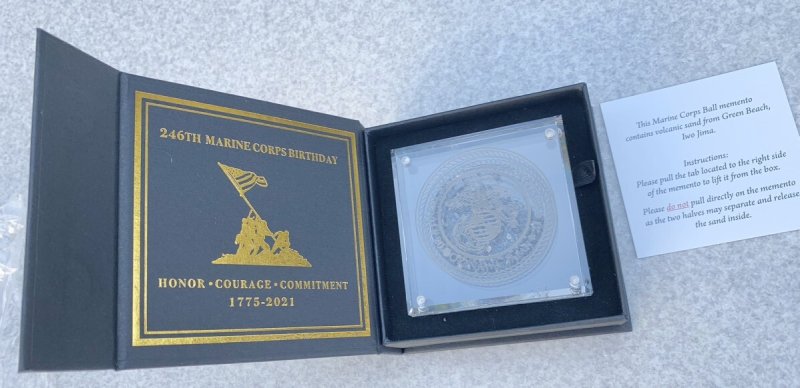 246TH MARINE CORPS BIRTHDAY
HONOR • COURAGE • COMMITMENT
1775-2021
This Marine Corps Ball memento
contains volcanic sand from Green Beach,
Iwo Jima.
Instructions:
Please pull the tab located to the right side
of the memento to lift it from the box.
Please do not pull directly on the memento
as the two halves may separate and release
the sand inside.